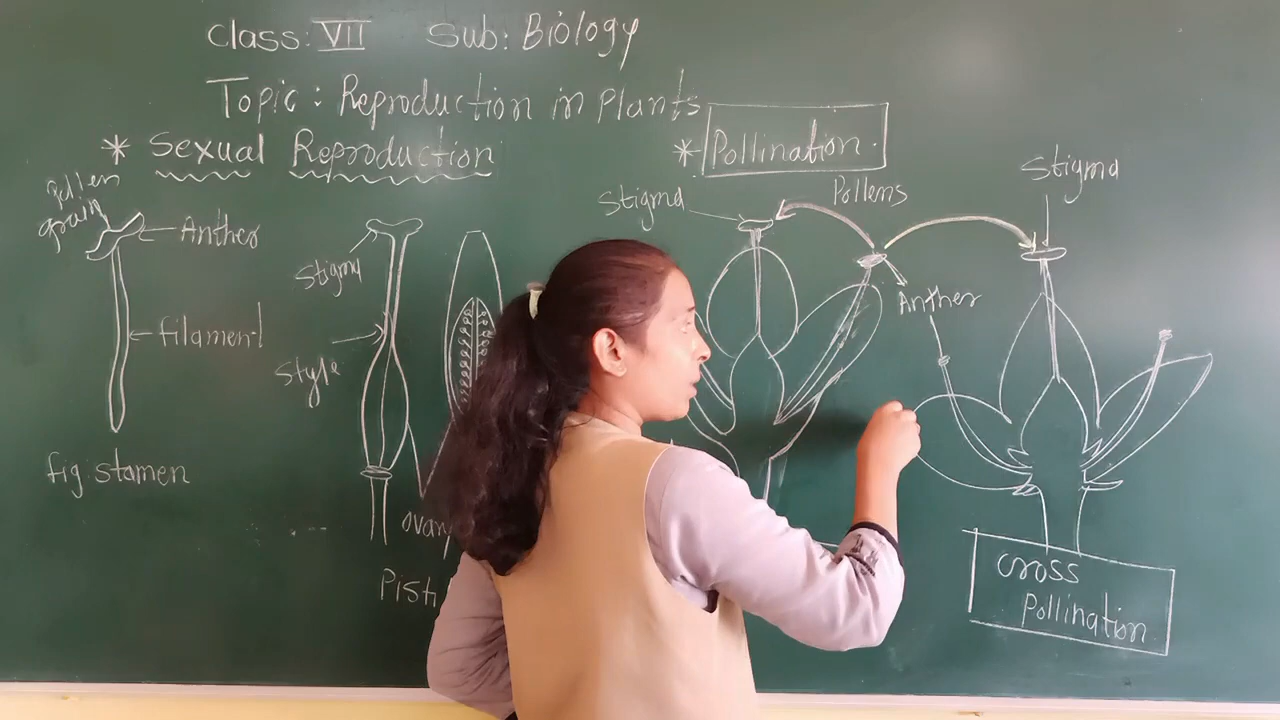 Class: VII Sub: Biology
Topic: Reproduction in Plants
* Sexual Reproduction
Pollen
grain
Anther
filament
fig. stamen
Stigma
Style
Ovary
* Pollination.
Stigma
Pollens
Anther
Stigma
Cross
Pollination